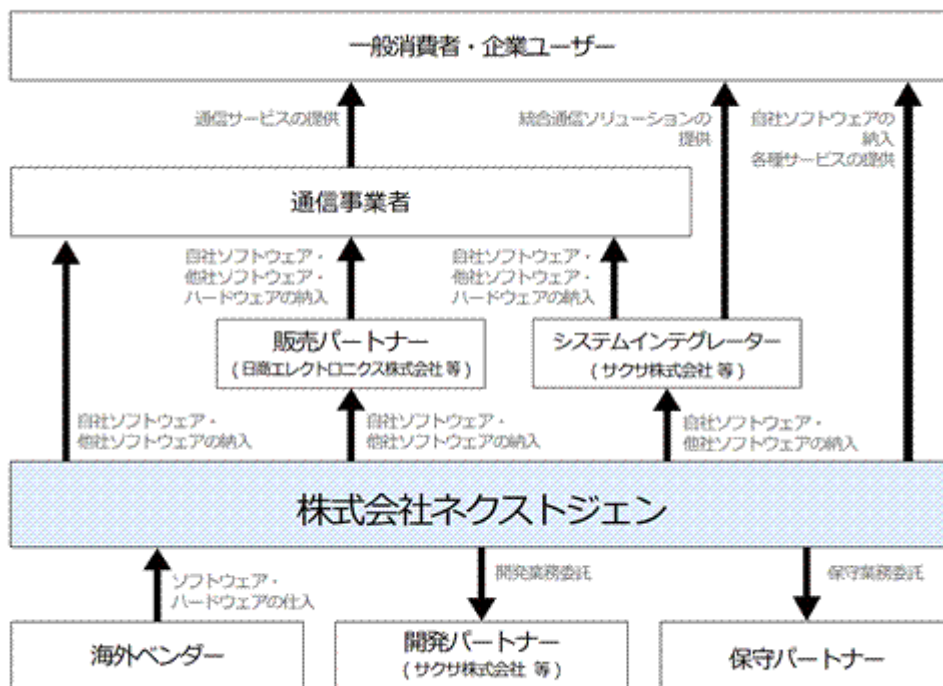 一般消費者・企業ユーザー
通信サービスの提供
統合通信ソリューションの
提供
自社ソフトウェアの
納入
各種サービスの提供
通信事業者
自社ソフトウェア・
他社ソフトウェア・
ハードウェアの納入
自社ソフトウェア・
他社ソフトウェア・
ハードウェアの納入
販売パートナー
(日商エレクトロニクス株式会社 等)
システムインテグレーター
(サクサ株式会社 等)
自社ソフトウェア・
他社ソフトウェアの納入
自社ソフトウェア・
他社ソフトウェアの納入
自社ソフトウェア・
他社ソフトウェアの納入
株式会社ネクストジェン
ソフトウェア・
ハードウェアの仕入
開発業務委託
保守業務委託
海外ベンダー
開発パートナー
(サクサ株式会社 等)
保守パートナー